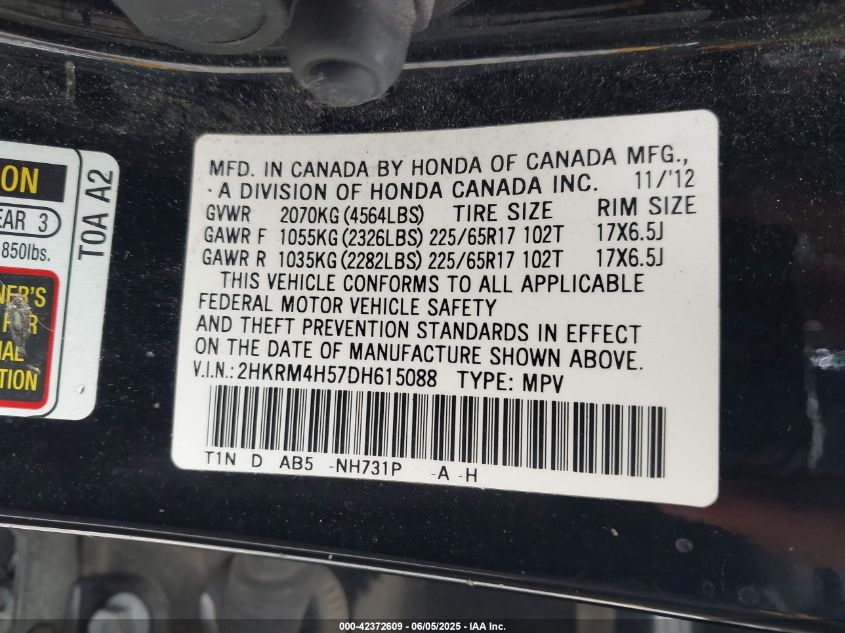 ON
EAR 3
850lbs.
TOA A2
NER'S
FOR
TION
MFD. IN CANADA BY HONDA OF CANADA MFG.,
A DIVISION OF HONDA CANADA INC. 11/'12
GVWR 2070KG (4564LBS) TIRE SIZE RIM SIZE
GAWR F 1055KG (2326LBS) 225/65R17 102T 17X6.5J
GAWR R 1035KG (2282LBS) 225/65R17 102T 17X6.5J
THIS VEHICLE CONFORMS TO ALL APPLICABLE
FEDERAL MOTOR VEHICLE SAFETY
AND THEFT PREVENTION STANDARDS IN EFFECT
ON THE DATE OF MANUFACTURE SHOWN ABOVE.
V.I.N.: 2HKRM4H57DH615088 TYPE: MPV
T1N D AB5 -NH731P -A -H
000-42372609 - 06/05/2025 - IAA Inc.